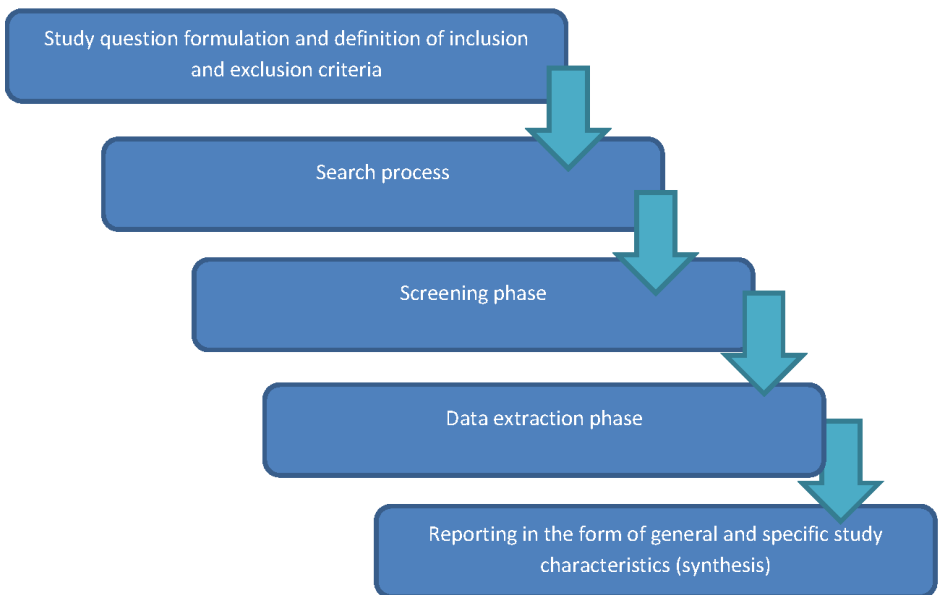 Study question formulation and definition of inclusion
and exclusion criteria
Search process
Screening phase
Data extraction phase
Reporting in the form of general and specific study
characteristics (synthesis)